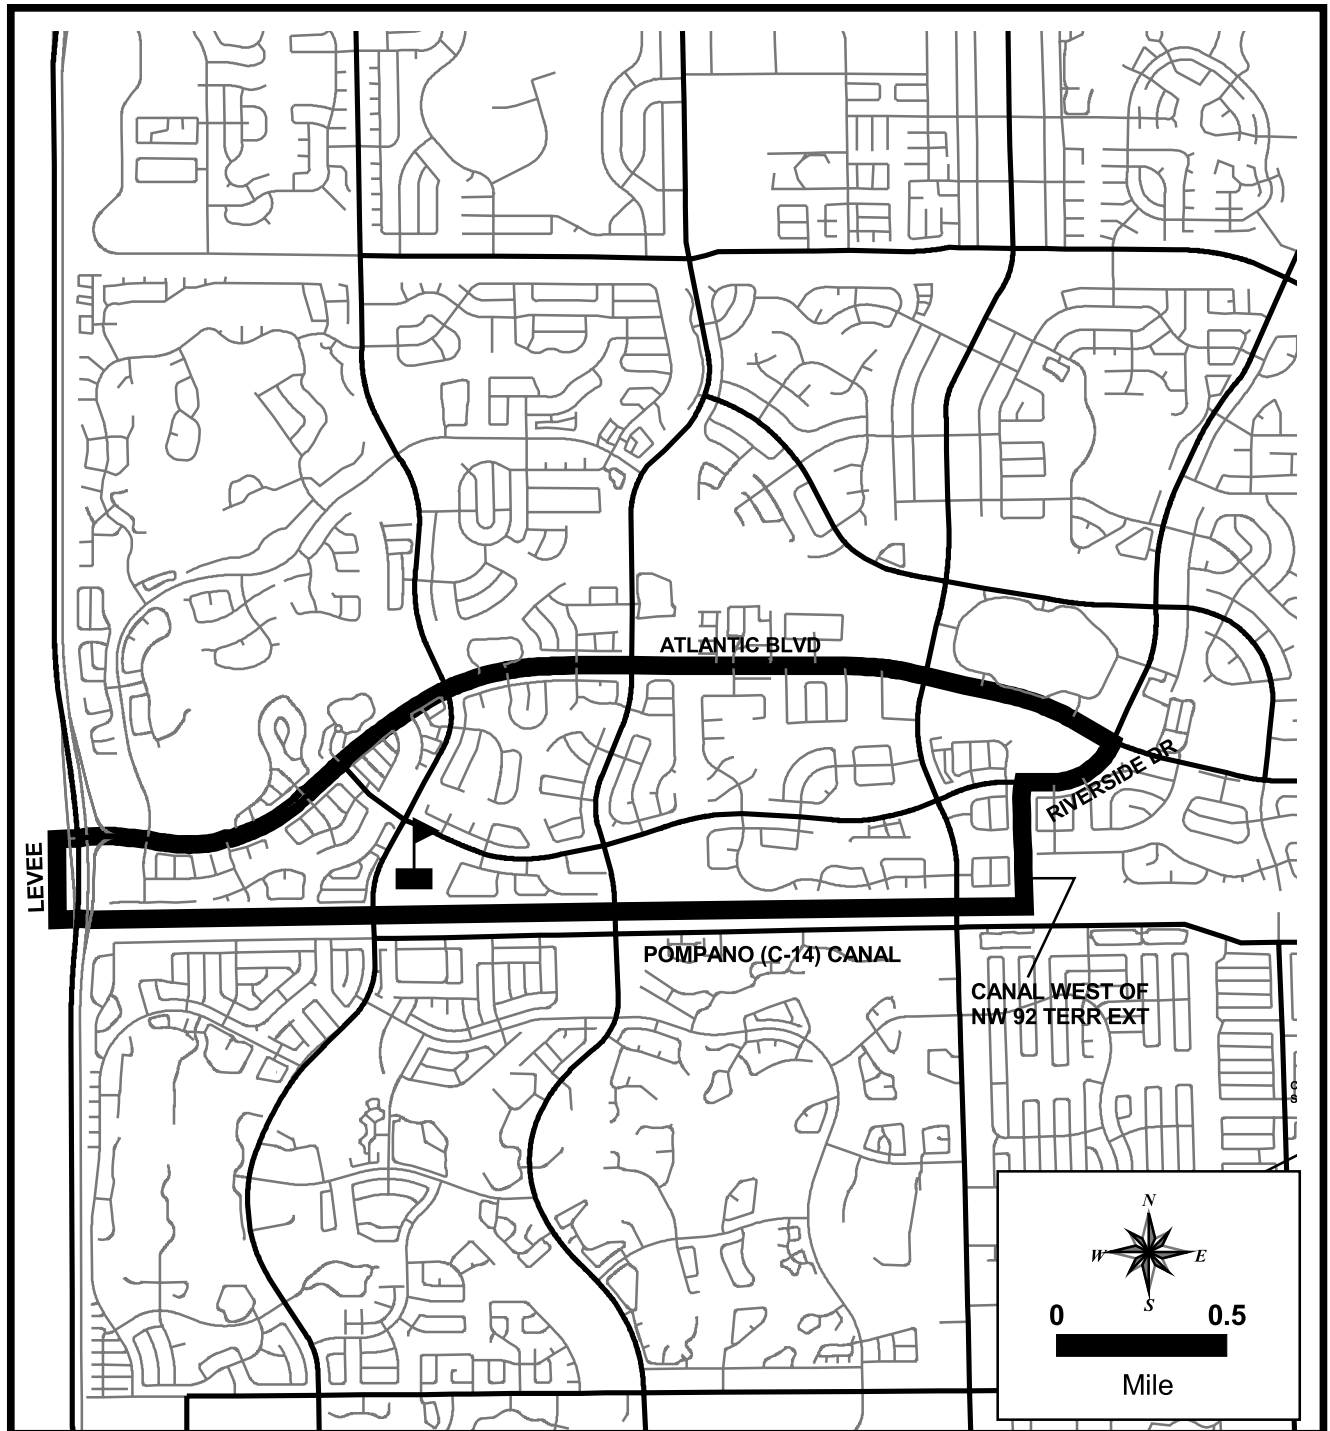 ATLANTIC BLVD
RIVERSIDE DR
LEVEE
POMPANO (C-14) CANAL
CANAL WEST OF
NW 92 TERR EXT
N
W E
S
0 0.5
Mile